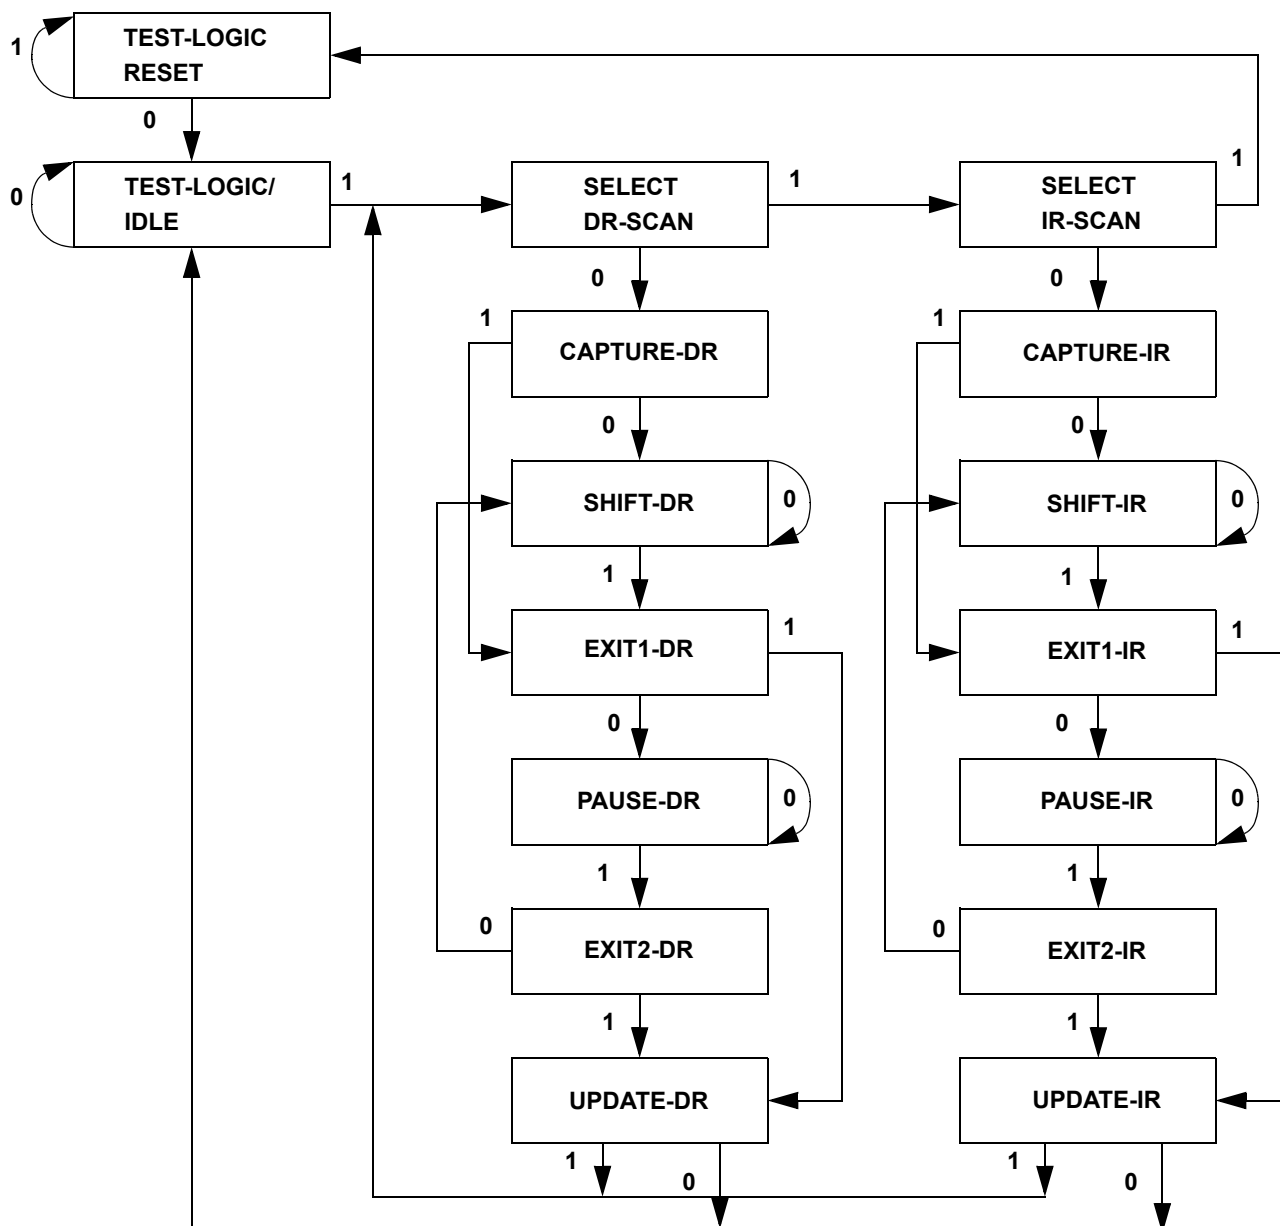 TEST-LOGIC
RESET
1
0
TEST-LOGIC/
IDLE
0
1
SELECT
DR-SCAN
1
SELECT
IR-SCAN
1
0
0
1
CAPTURE-DR
1
CAPTURE-IR
0
0
SHIFT-DR
0
SHIFT-IR
0
1
1
EXIT1-DR
1
EXIT1-IR
1
0
0
PAUSE-DR
0
PAUSE-IR
0
1
1
0
EXIT2-DR
0
EXIT2-IR
1
1
UPDATE-DR
UPDATE-IR
1
0
1
0